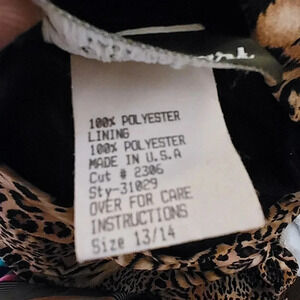 100% POLYESTER
LINING
100% POLYESTER
MADE IN U.S.A
Cut # 2306
Sty-31029
OVER FOR CARE
INSTRUCTIONS
Size 13/14